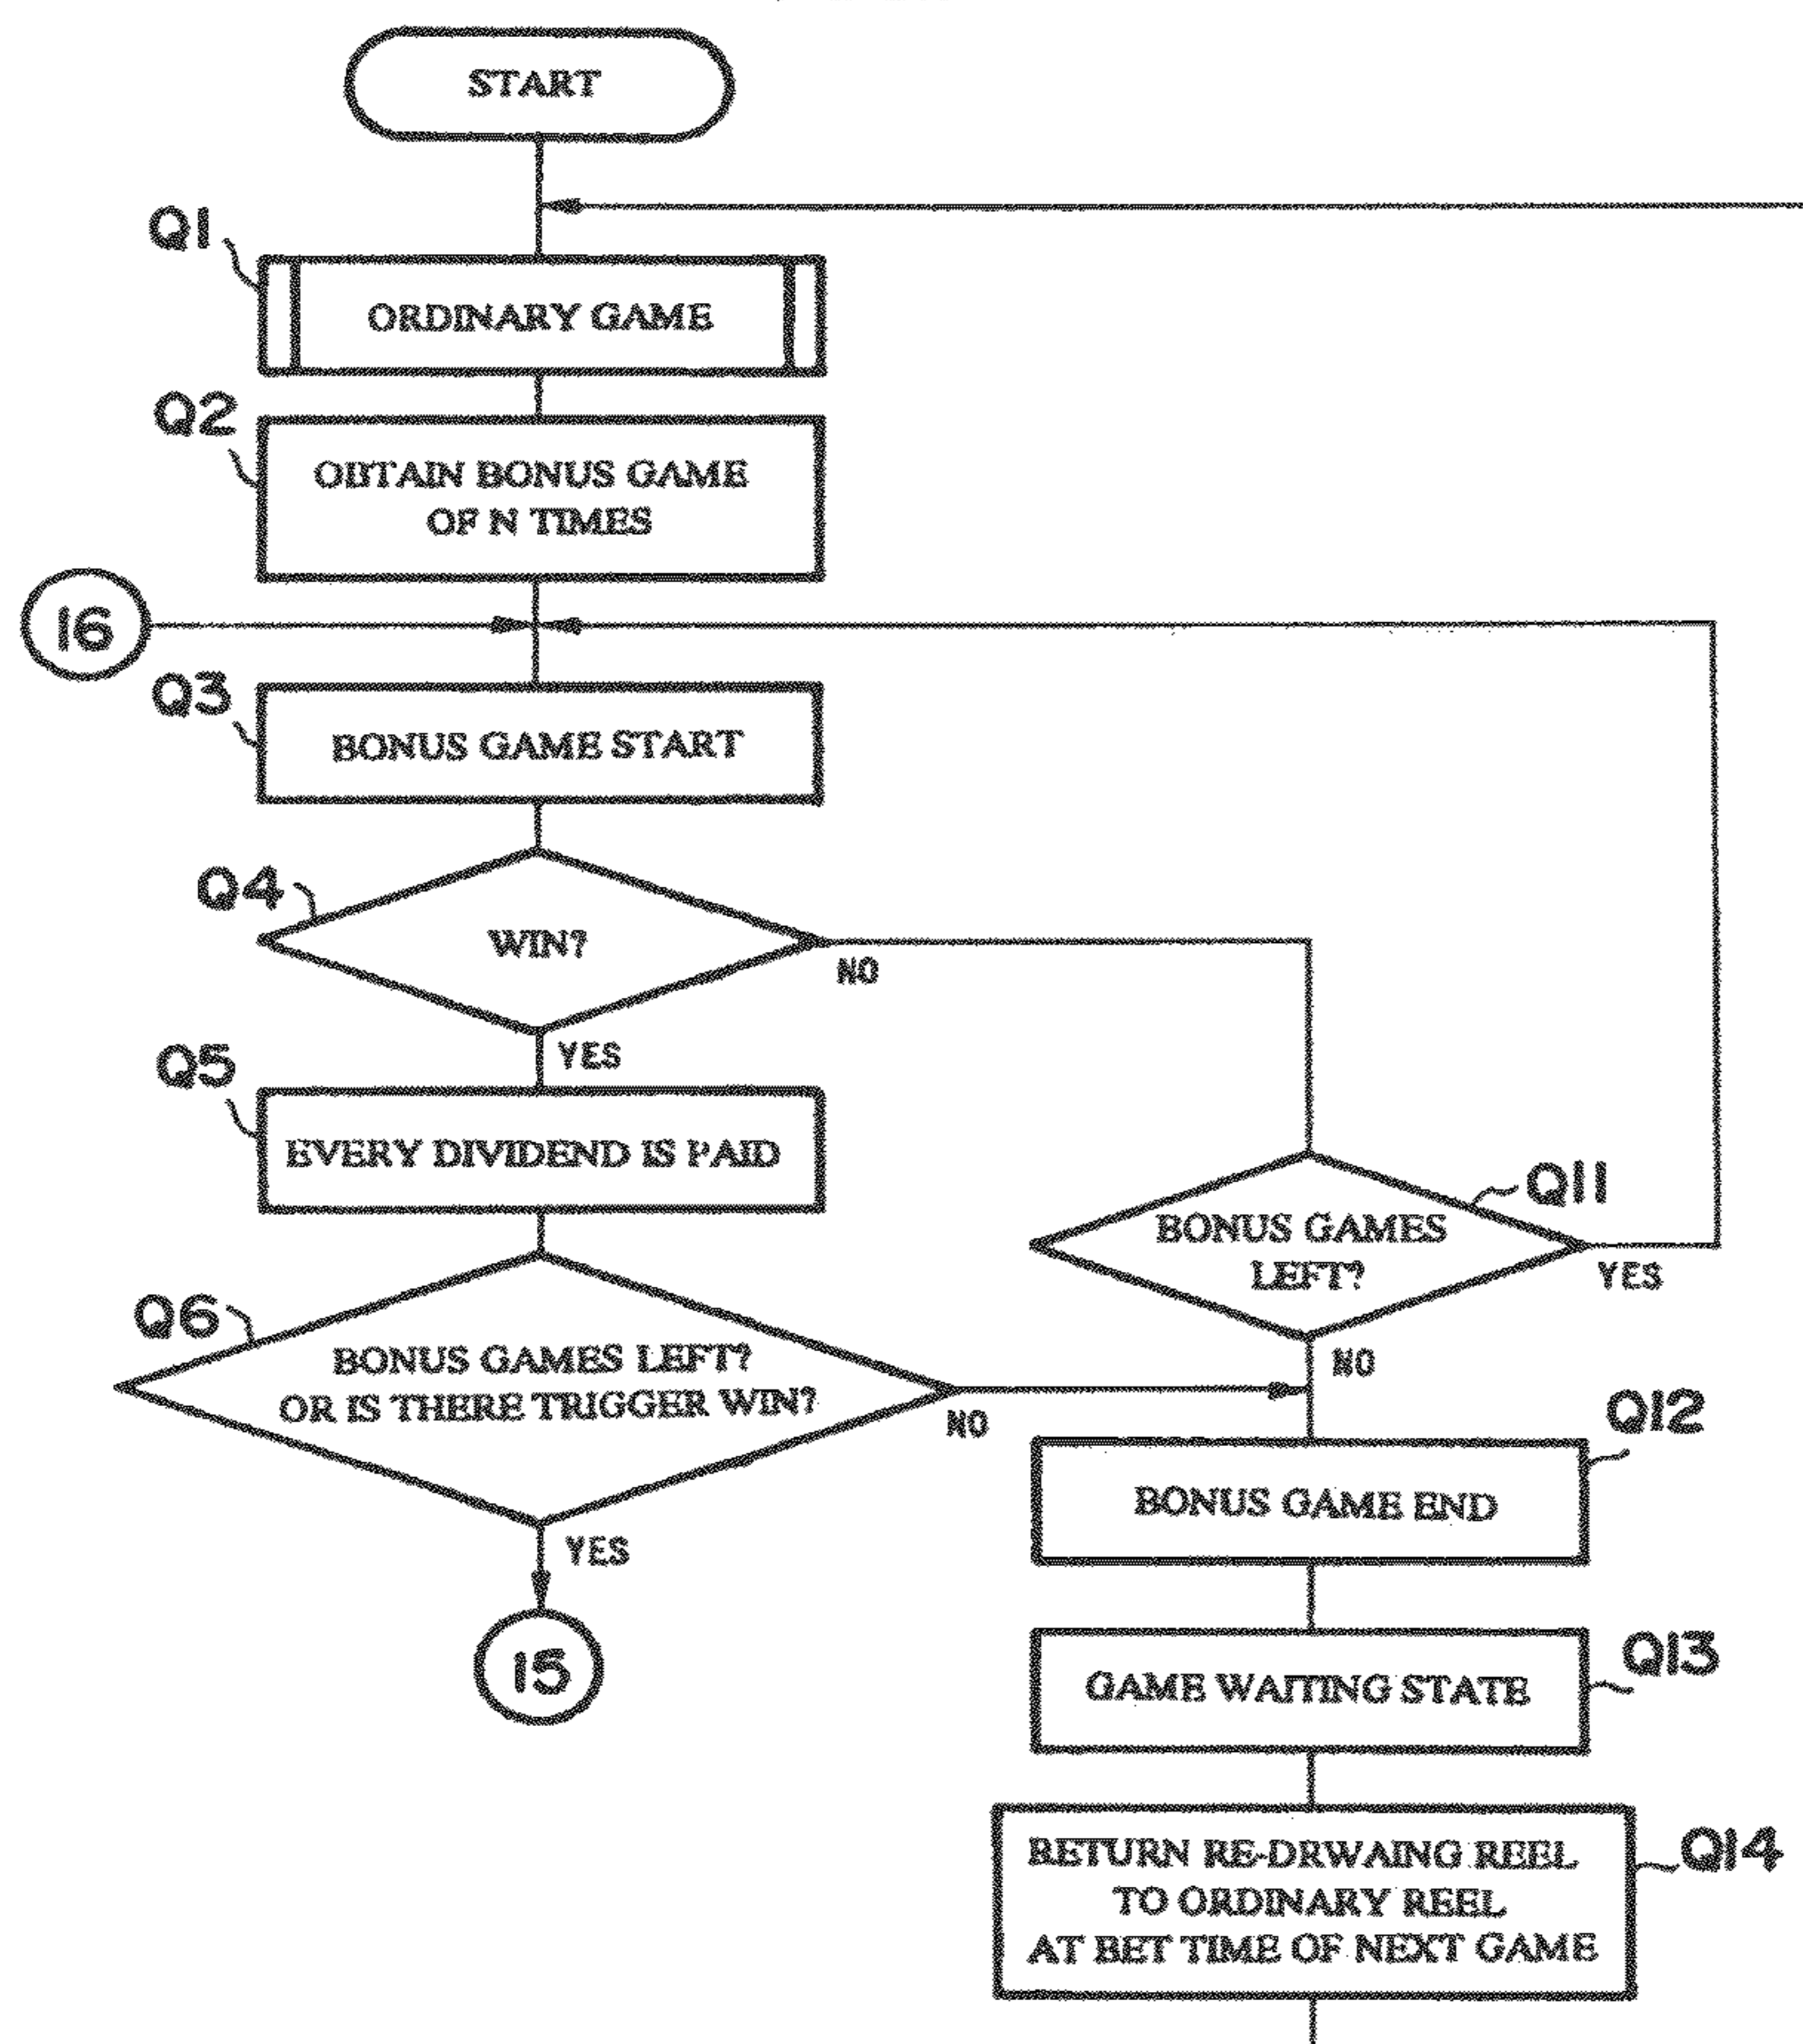 START
Q1
ORDINARY GAME
Q2
OBTAIN BONUS GAME
OF N TIMES
16
Q3
BONUS GAME START
Q4
WIN?
NO
YES
Q5
EVERY DIVIDEND IS PAID
Q11
BONUS GAMES
LEFT?
YES
NO
Q6
BONUS GAMES LEFT?
OR IS THERE TRIGGER WIN?
NO
YES
15
Q12
BONUS GAME END
Q13
GAME WAITING STATE
Q14
RETURN RE-DRWAING REEL
TO ORDINARY REEL
AT BET TIME OF NEXT GAME